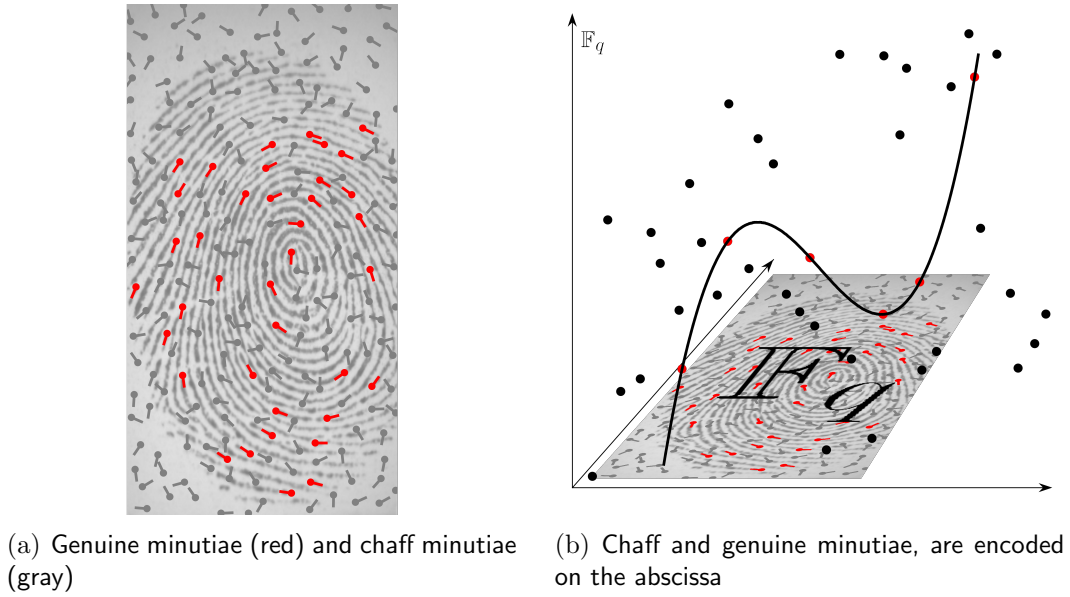 𝔽q
𝔽q
(a) Genuine minutiae (red) and chaff minutiae
(gray)
(b) Chaff and genuine minutiae, are encoded
on the abscissa